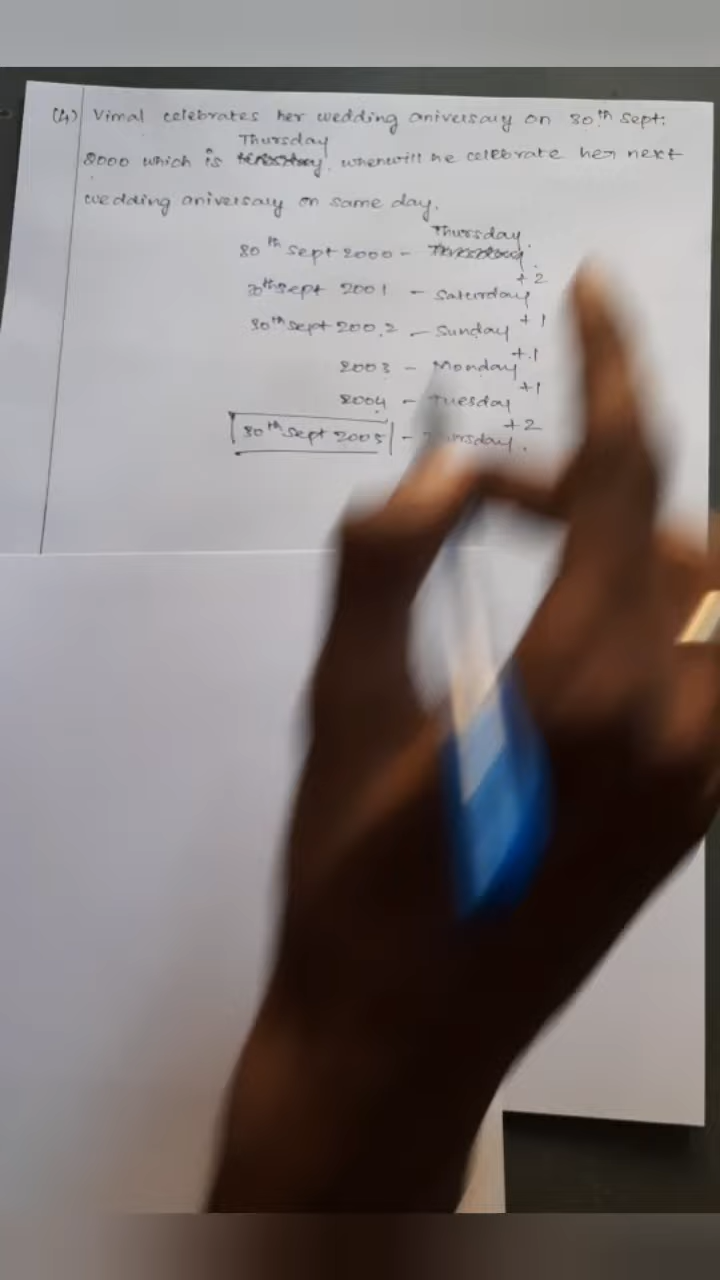 (4) Vimal celebrates her wedding aniversary on 30th Sept.
Thursday
2000 which is when will he celebrate her next
wedding aniversary on same day.
Thursday.
30th Sept 2000 -
+2
30th Sept 2001 - Saturday
+1
30th Sept 2002 - Sunday
+1
2003 - Monday
+1
2004 - Tuesday
+2
30th Sept 2005 -